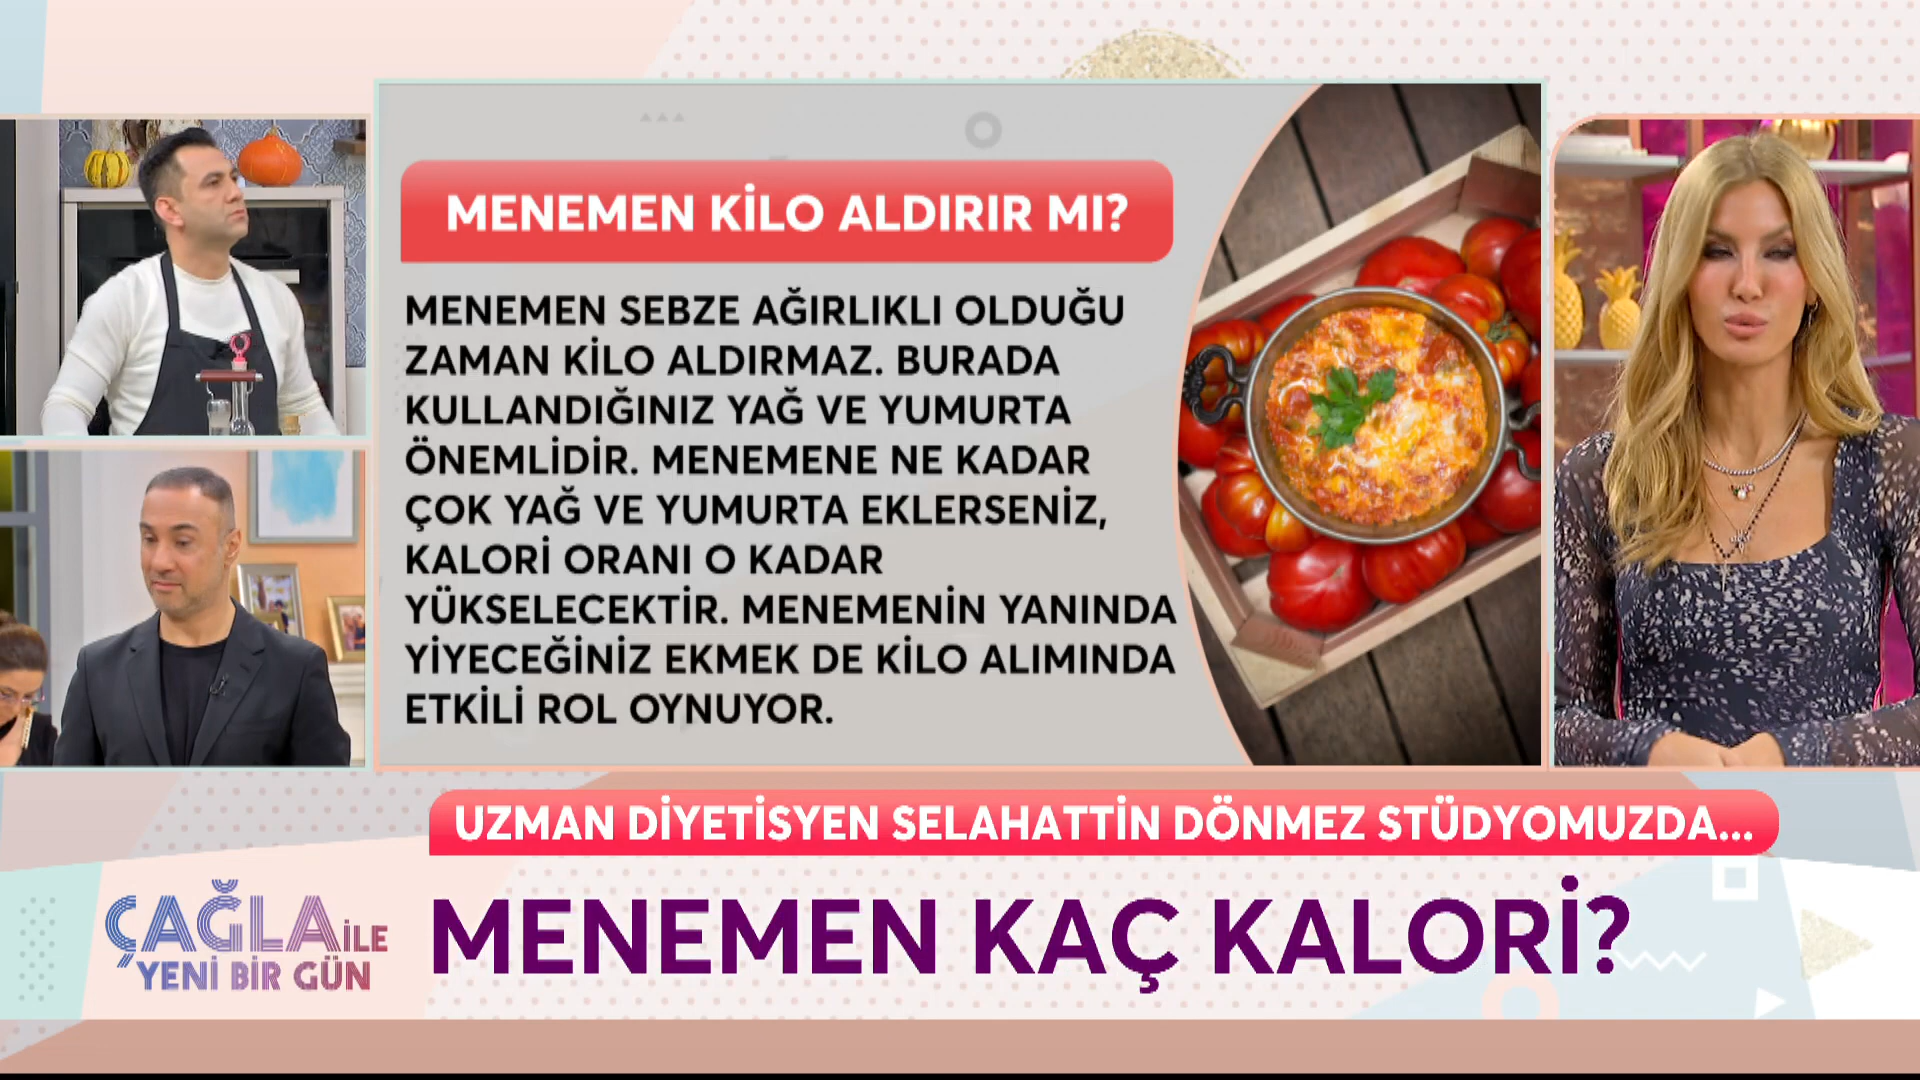 MENEMEN KİLO ALDIRIR MI?
MENEMEN SEBZE AĞIRLIKLI OLDUĞU
ZAMAN KİLO ALDIRMAZ. BURADA
KULLANDIĞINIZ YAĞ VE YUMURTA
ÖNEMLİDİR. MENEMENE NE KADAR
ÇOK YAĞ VE YUMURTA EKLERSENİZ,
KALORİ ORANI O KADAR
YÜKSELECEKTİR. MENEMENİN YANINDA
YİYECEĞİNİZ EKMEK DE KİLO ALIMINDA
ETKİLİ ROL OYNUYOR.
UZMAN DİYETİSYEN SELAHATTİN DÖNMEZ STÜDYOMUZDA...
ÇAĞLA İLE
YENİ BİR GÜN
MENEMEN KAÇ KALORİ?